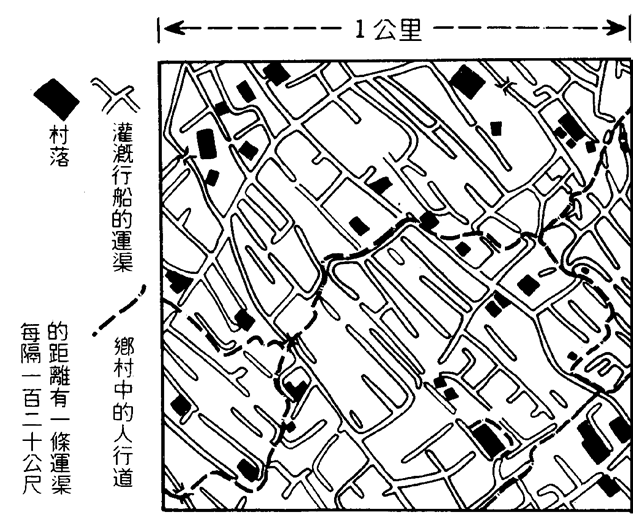 1公里
村落
灌漑行船的運渠
鄉村中的人行道
每隔一百二十公尺
的距離有一條運渠